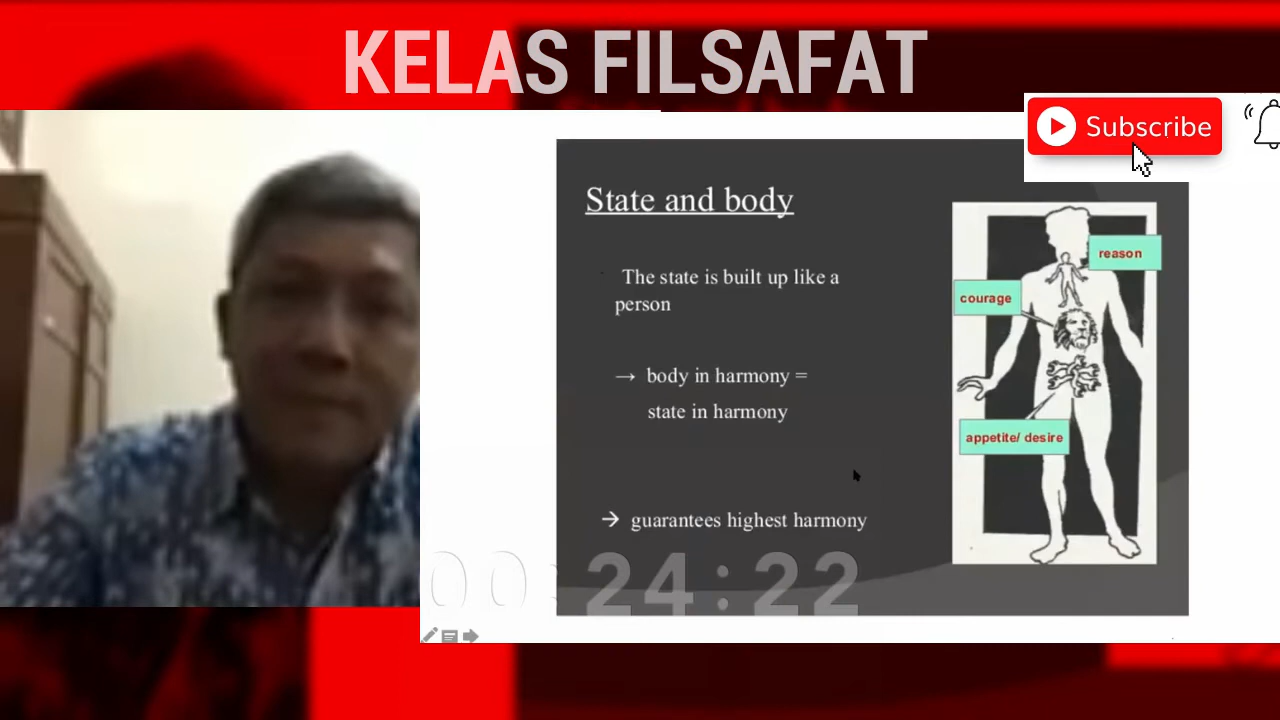 KELAS FILSAFAT
Subscribe
State and body
The state is built up like a
person
→ body in harmony =
state in harmony
→ guarantees highest harmony
reason
courage
appetite/ desire
00:24:22